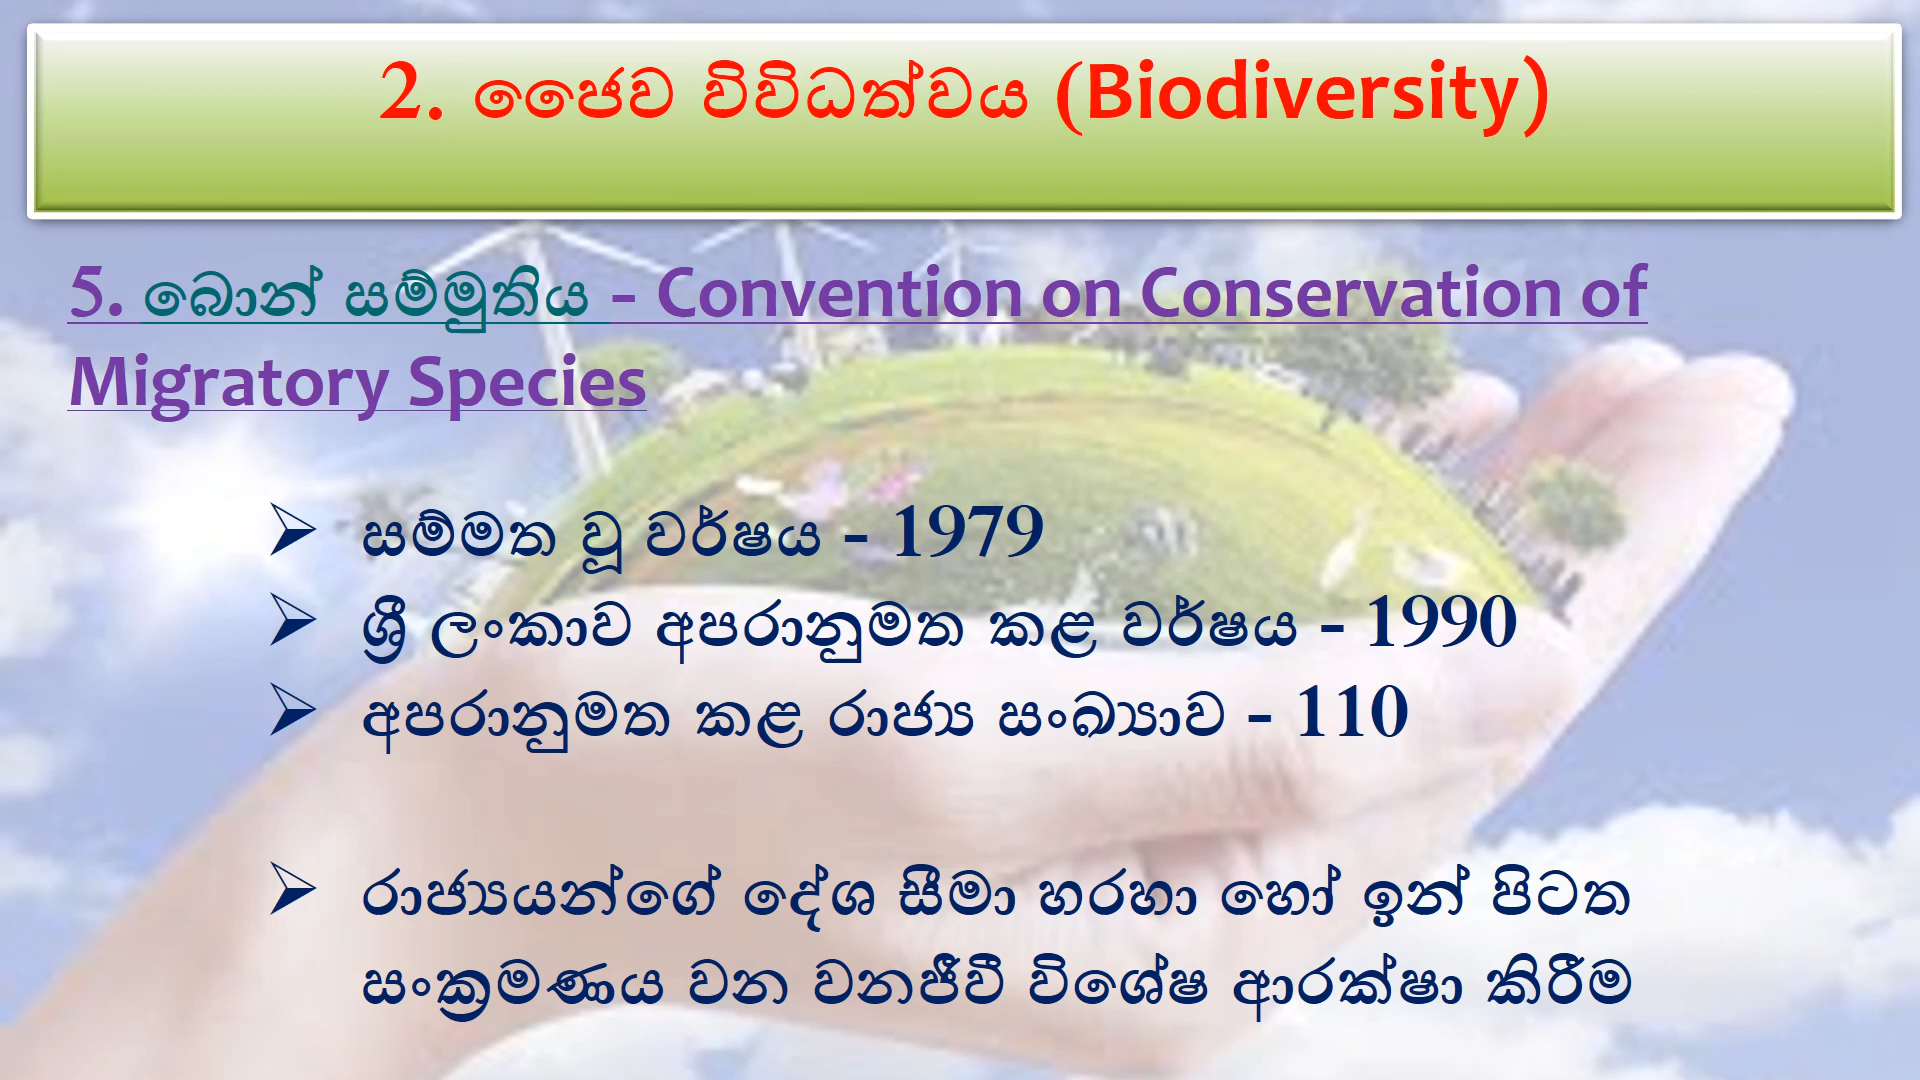 2. ජෛව විවිධත්වය (Biodiversity)
5. බොන් සම්මුතිය - Convention on Conservation of
Migratory Species
➢ සම්මත වූ වර්ෂය - 1979
➢ ශ්‍රී ලංකාව අපරානුමත කළ වර්ෂය - 1990
➢ අපරානුමත කළ රාජ්‍ය සංඛ්‍යාව - 110
➢ රාජ්‍යයන්ගේ දේශ සීමා හරහා හෝ ඉන් පිටත
සංක්‍රමණය වන වනජීවී විශේෂ ආරක්ෂා කිරීම